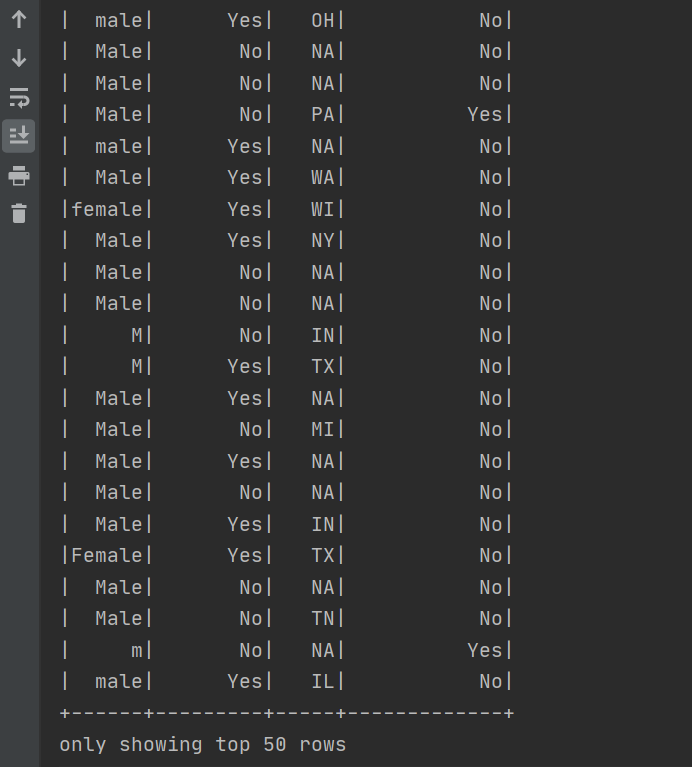 |  male|      Yes|   OH|           No|
|  Male|       No|   NA|           No|
|  Male|       No|   NA|           No|
|  Male|       No|   PA|          Yes|
|  male|      Yes|   NA|           No|
|  Male|      Yes|   WA|           No|
|female|      Yes|   WI|           No|
|  Male|      Yes|   NY|           No|
|  Male|       No|   NA|           No|
|  Male|       No|   NA|           No|
|     M|       No|   IN|           No|
|     M|      Yes|   TX|           No|
|  Male|      Yes|   NA|           No|
|  Male|       No|   MI|           No|
|  Male|      Yes|   NA|           No|
|  Male|       No|   NA|           No|
|  Male|      Yes|   IN|           No|
|Female|      Yes|   TX|           No|
|  Male|       No|   NA|           No|
|  Male|       No|   TN|           No|
|     m|       No|   NA|          Yes|
|  male|      Yes|   IL|           No|
+------+---------+-----+-------------+
only showing top 50 rows